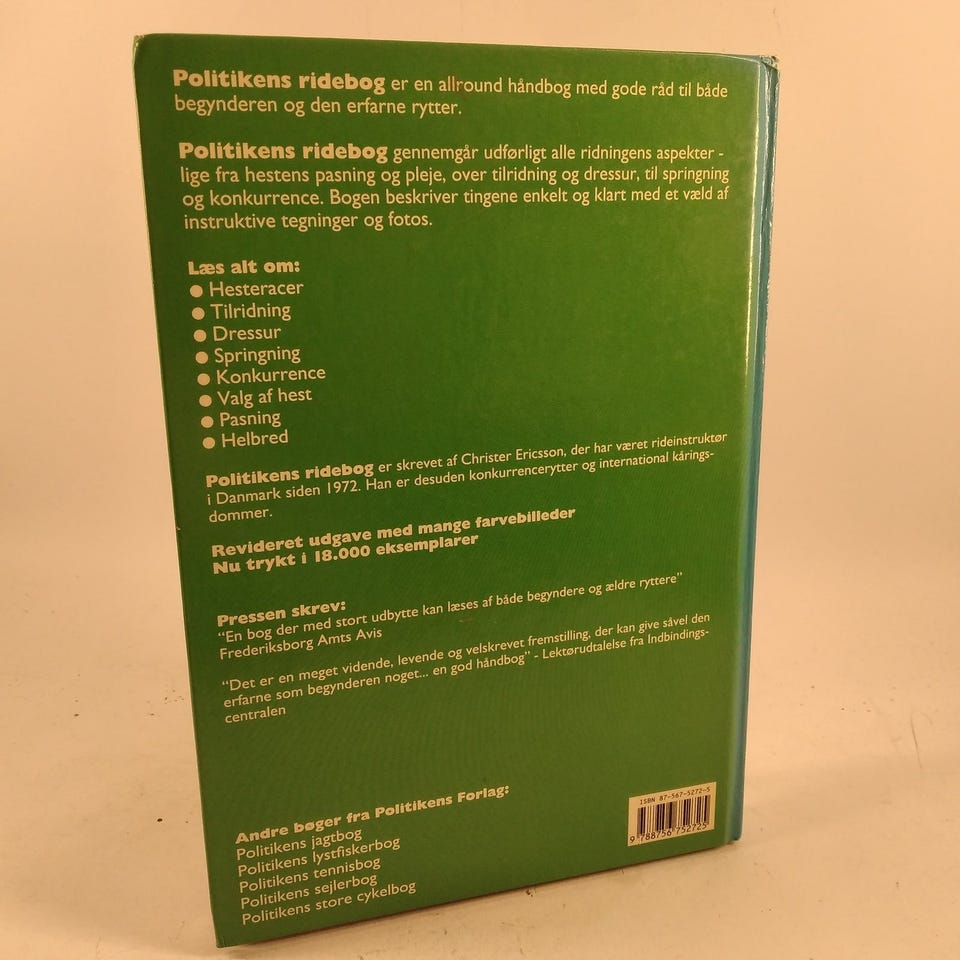 Politikens ridebog er en allround håndbog med gode råd til både
begynderen og den erfarne rytter.
Politikens ridebog gennemgår udførligt alle ridningens aspekter -
lige fra hestens pasning og pleje, over tilridning og dressur, til springning
og konkurrence. Bogen beskriver tingene enkelt og klart med et væld af
instruktive tegninger og fotos.
Læs alt om:
● Hesteracer
● Tilridning
● Dressur
● Springning
● Konkurrence
● Valg af hest
● Pasning
● Helbred
Politikens ridebog er skrevet af Christer Ericsson, der har været rideinstruktør
i Danmark siden 1972. Han er desuden konkurrencerytter og international kårings-
dommer.
Revideret udgave med mange farvebilleder
Nu trykt i 18.000 eksemplarer
Pressen skrev:
"En bog der med stort udbytte kan læses af både begyndere og ældre ryttere"
Frederiksborg Amts Avis
"Det er en meget vidende, levende og velskrevet fremstilling, der kan give såvel den
erfarne som begynderen noget... en god håndbog" - Lektørudtalelse fra Indbindings-
centralen
Andre bøger fra Politikens Forlag:
Politikens jagtbog
Politikens lystfiskerbog
Politikens tennisbog
Politikens sejlerbog
Politikens store cykelbog
ISBN 87-567-5272-5
9 788756 752725